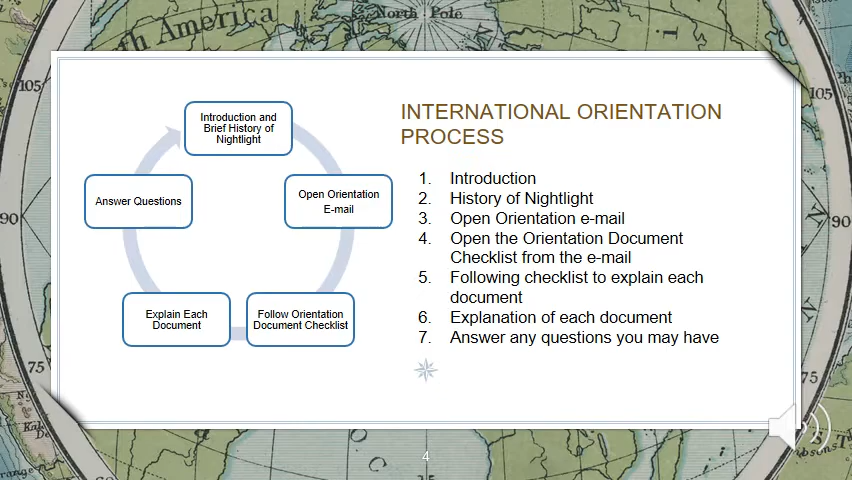 th America
North Pole
105
105
INTERNATIONAL ORIENTATION
PROCESS
Introduction and
Brief History of
Nightlight
Open Orientation
E-mail
Follow Orientation
Document Checklist
Explain Each
Document
Answer Questions
1. Introduction
2. History of Nightlight
3. Open Orientation e-mail
4. Open the Orientation Document
Checklist from the e-mail
5. Following checklist to explain each
document
6. Explanation of each document
7. Answer any questions you may have
90
90
75
75
4